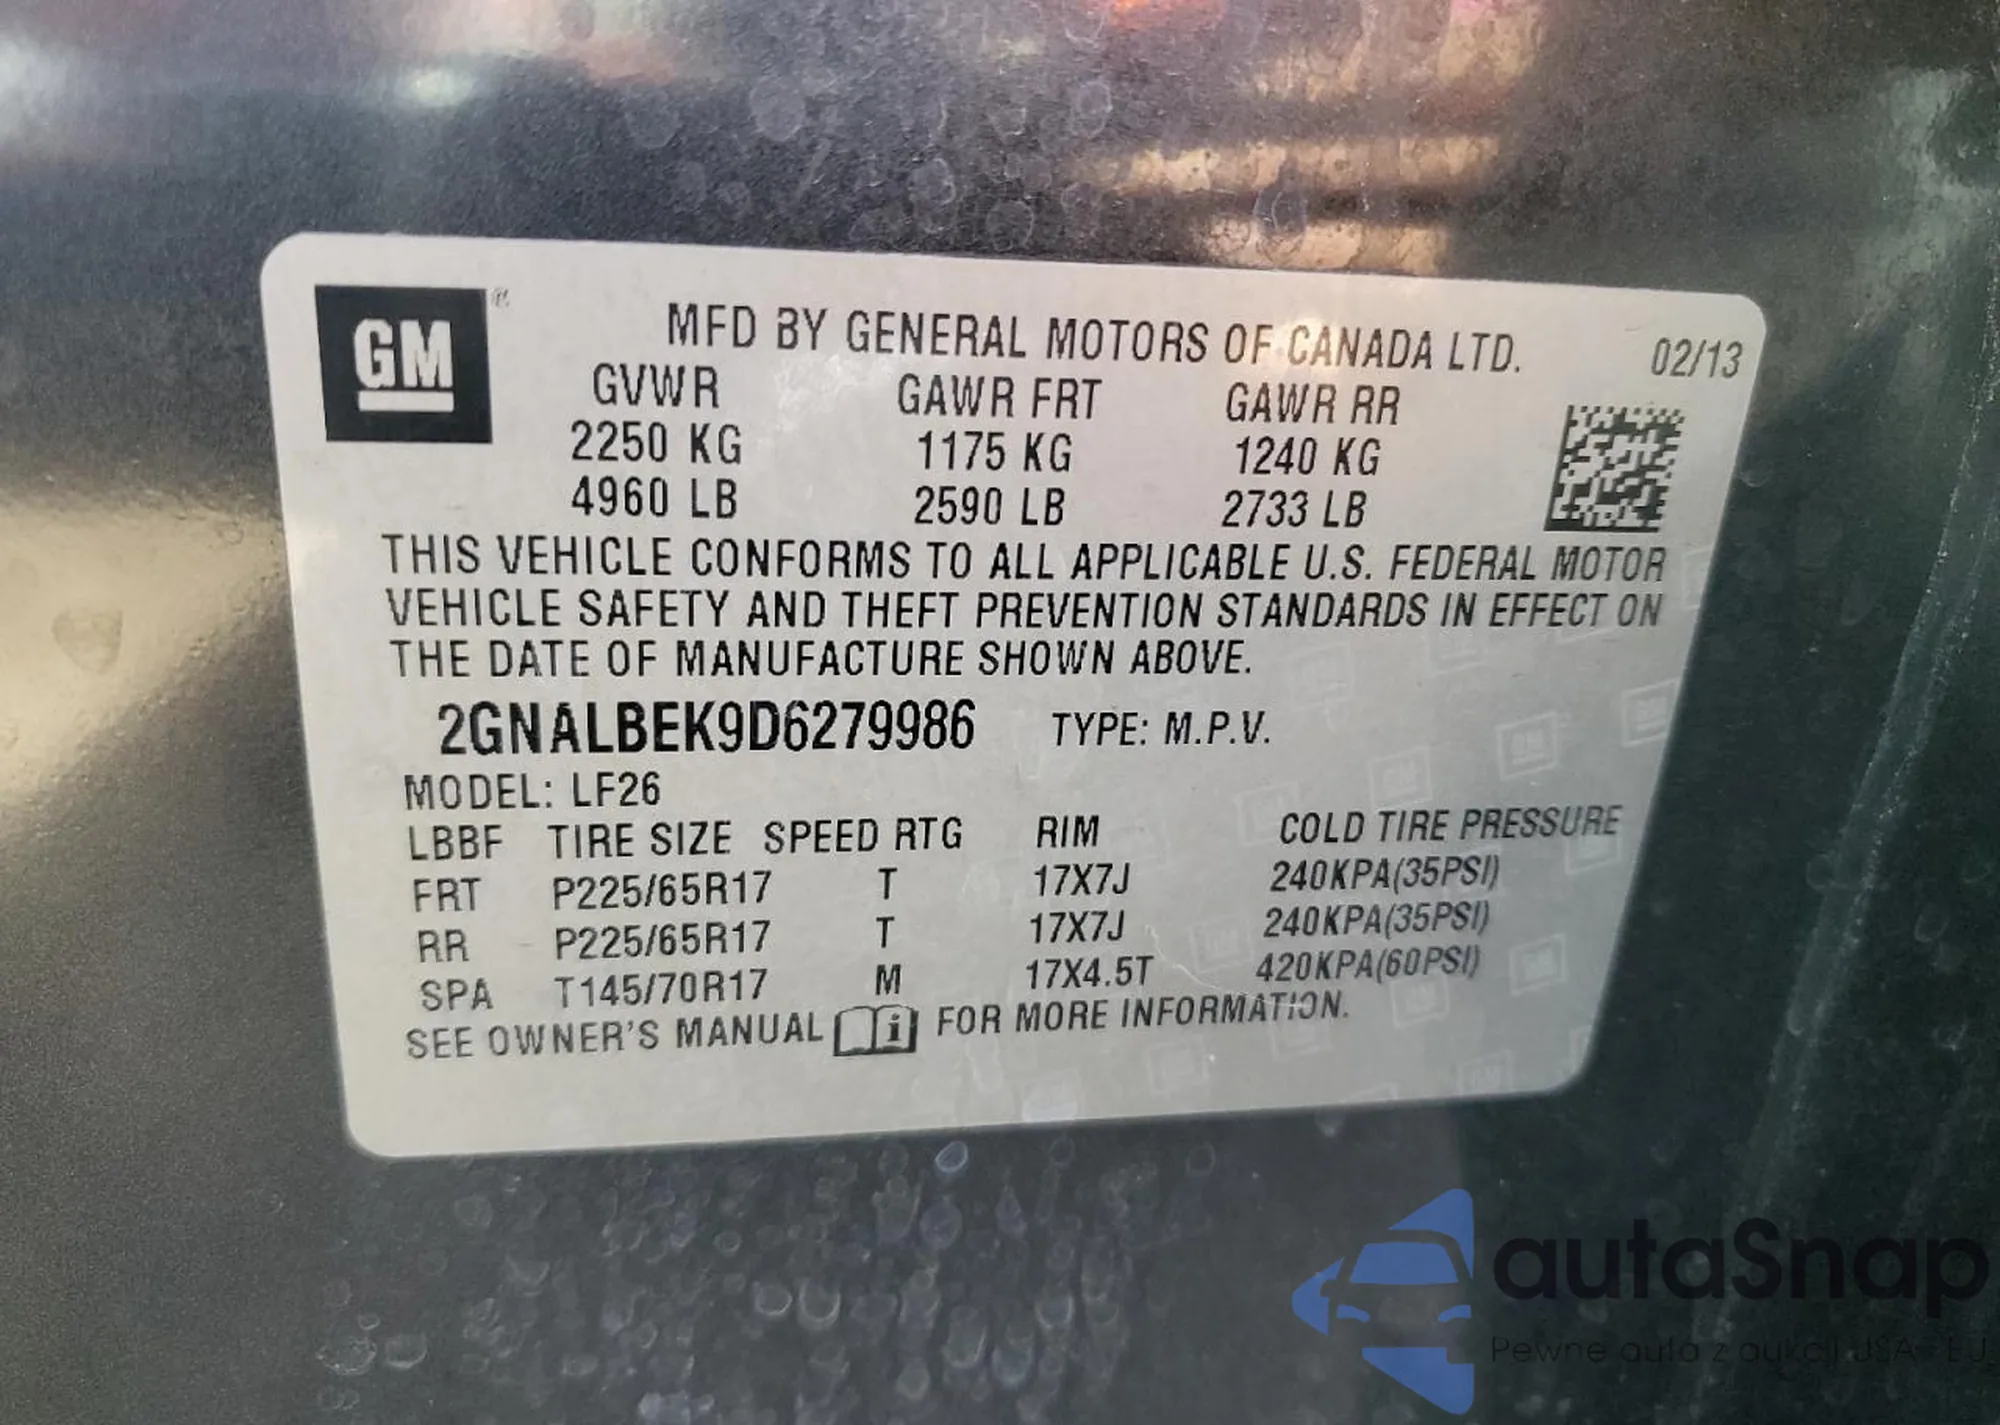 GM ®
MFD BY GENERAL MOTORS OF CANADA LTD. 02/13
GVWR GAWR FRT GAWR RR
2250 KG 1175 KG 1240 KG
4960 LB 2590 LB 2733 LB
THIS VEHICLE CONFORMS TO ALL APPLICABLE U.S. FEDERAL MOTOR
VEHICLE SAFETY AND THEFT PREVENTION STANDARDS IN EFFECT ON
THE DATE OF MANUFACTURE SHOWN ABOVE.
2GNALBEK9D6279986 TYPE: M.P.V.
MODEL: LF26
LBBF TIRE SIZE SPEED RTG RIM COLD TIRE PRESSURE
FRT P225/65R17 T 17X7J 240KPA(35PSI)
RR P225/65R17 T 17X7J 240KPA(35PSI)
SPA T145/70R17 M 17X4.5T 420KPA(60PSI)
SEE OWNER'S MANUAL i FOR MORE INFORMATION.
autaSnap
Pewne auta z aukcji USA